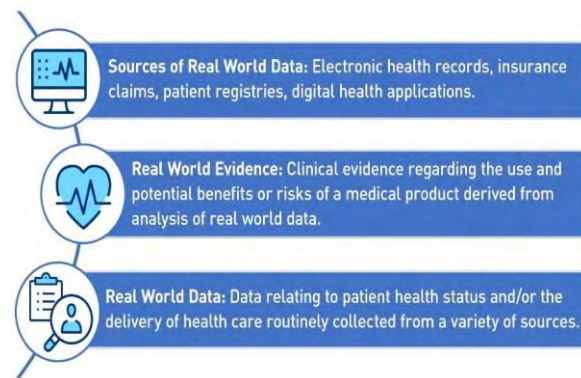 Sources of Real World Data: Electronic health records, insurance
claims, patient registries, digital health applications.
Real World Evidence: Clinical evidence regarding the use and
potential benefits or risks of a medical product derived from
analysis of real world data.
Real World Data: Data relating to patient health status and/or the
delivery of health care routinely collected from a variety of sources.